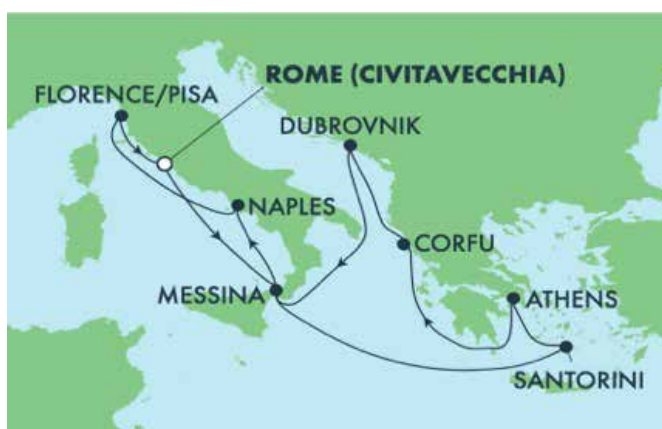 ROME (CIVITAVECCHIA)
FLORENCE/PISA
DUBROVNIK
NAPLES
CORFU
MESSINA
ATHENS
SANTORINI